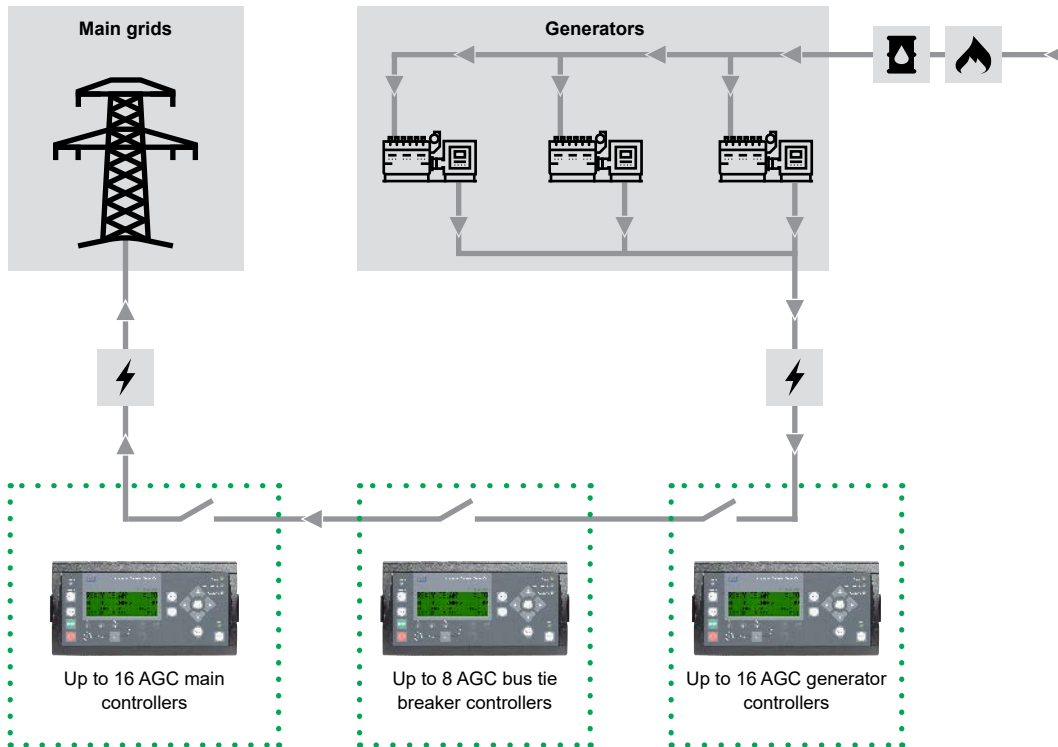 Main grids
Generators
Up to 16 AGC main
controllers
Up to 8 AGC bus tie
breaker controllers
Up to 16 AGC generator
controllers